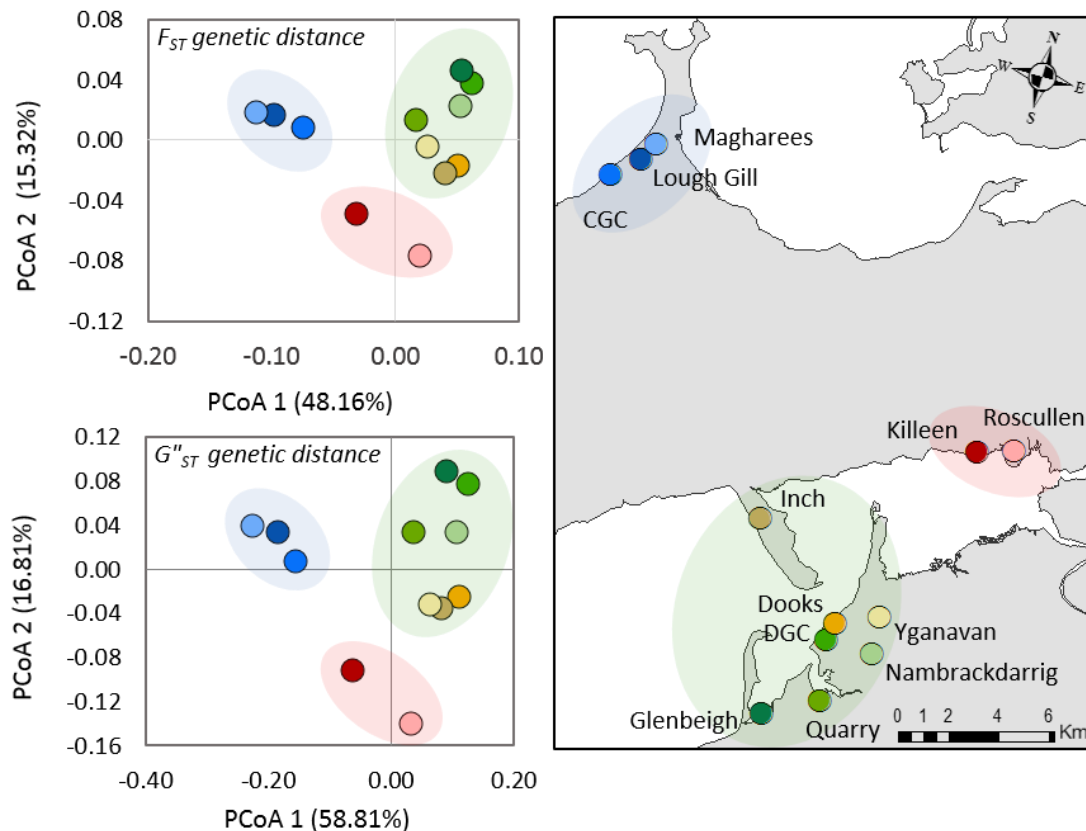 F_ST genetic distance
0.08
0.04
0.00
-0.04
-0.08
-0.12
PCoA 2 (15.32%)
-0.20
-0.10
0.00
0.10
PCoA 1 (48.16%)
G"_ST genetic distance
0.12
0.08
0.04
0.00
-0.04
-0.08
-0.12
-0.16
PCoA 2 (16.81%)
-0.40
-0.20
0.00
0.20
PCoA 1 (58.81%)
N
W
E
S
Magharees
Lough Gill
CGC
Killeen
Roscullen
Inch
Dooks
DGC
Yganavan
Nambrackdarrig
Glenbeigh
Quarry
0 1 2 4 6
Km